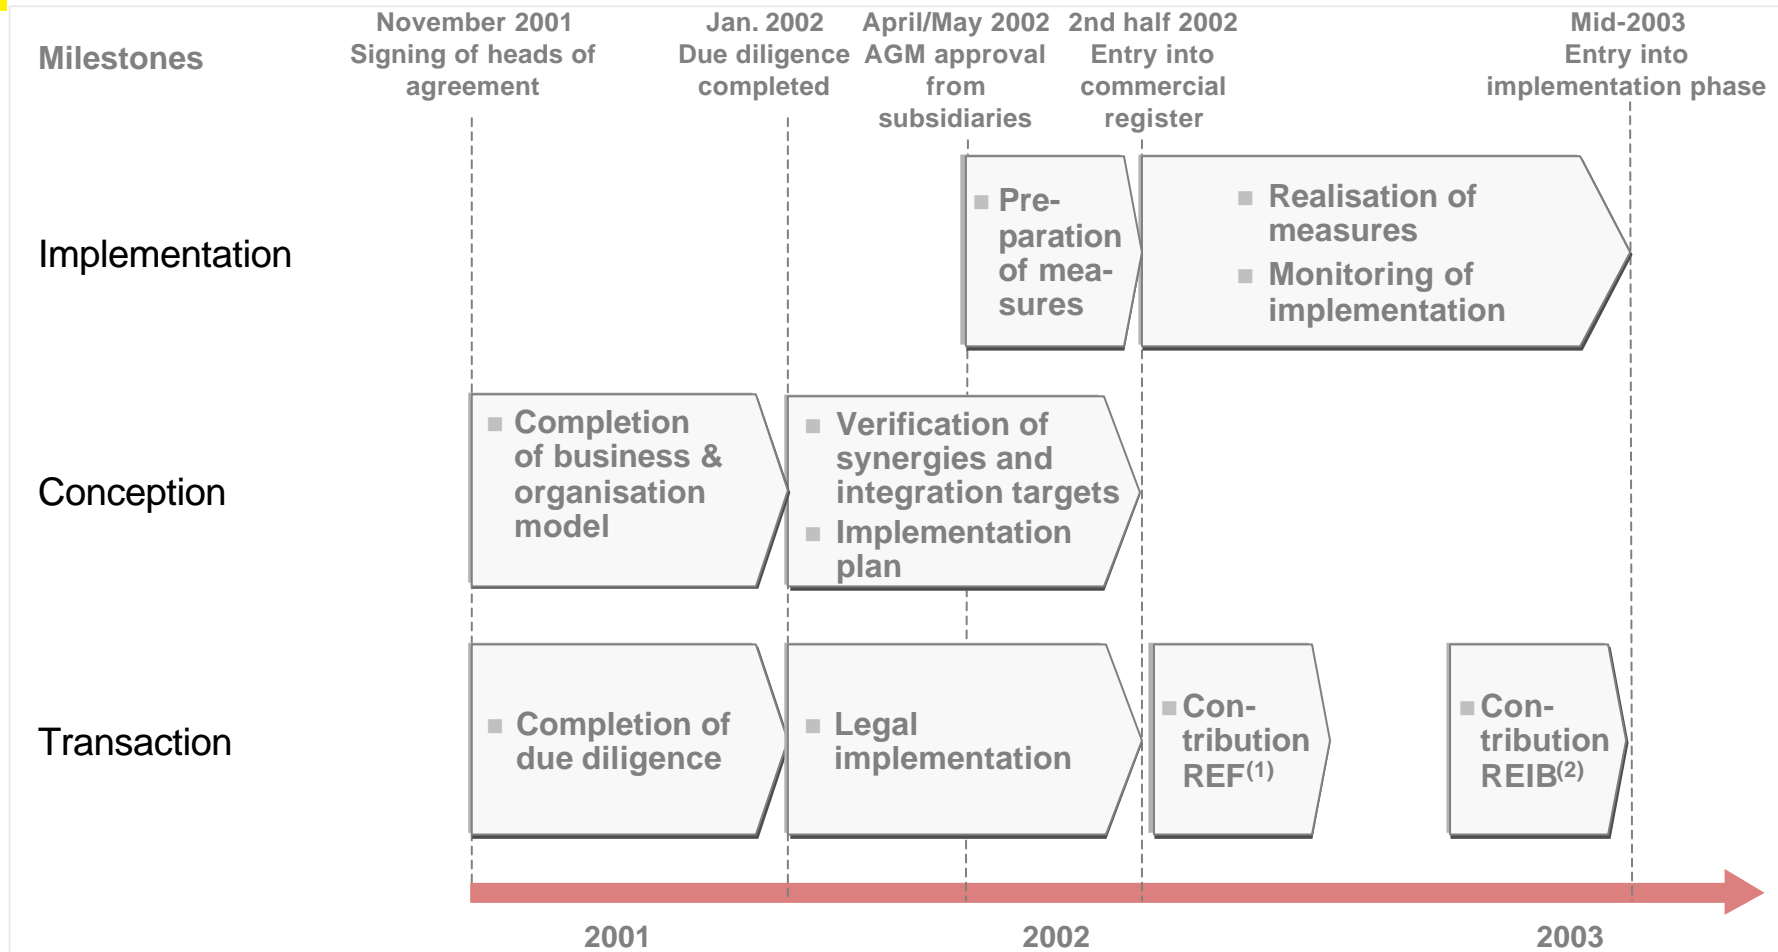 Milestones
November 2001
Signing of heads of
agreement
Jan. 2002
Due diligence
completed
April/May 2002
AGM approval
from
subsidiaries
2nd half 2002
Entry into
commercial
register
Mid-2003
Entry into
implementation phase
Implementation
■ Pre-
paration
of mea-
sures
■ Realisation of
measures
■ Monitoring of
implementation
Conception
■ Completion
of business &
organisation
model
■ Verification of
synergies and
integration targets
■ Implementation
plan
Transaction
■ Completion of
due diligence
■ Legal
implementation
■ Con-
tribution
REF(1)
■ Con-
tribution
REIB(2)
2001
2002
2003